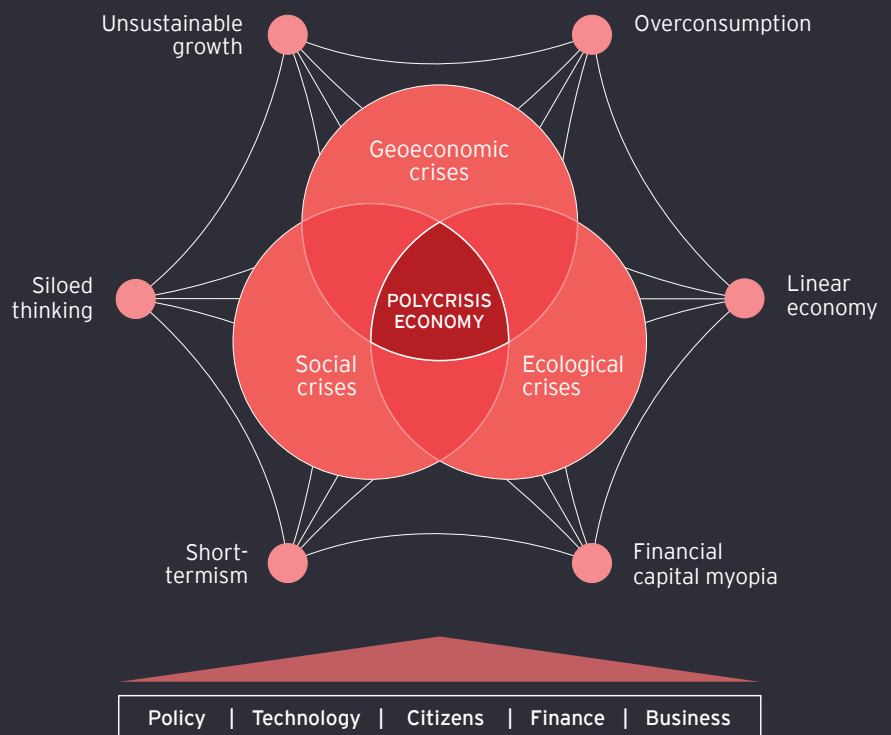 Unsustainable
growth
Overconsumption
Geoeconomic
crises
Siloed
thinking
POLYCRISIS
ECONOMY
Linear
economy
Social
crises
Ecological
crises
Short-
termism
Financial
capital myopia
Policy | Technology | Citizens | Finance | Business